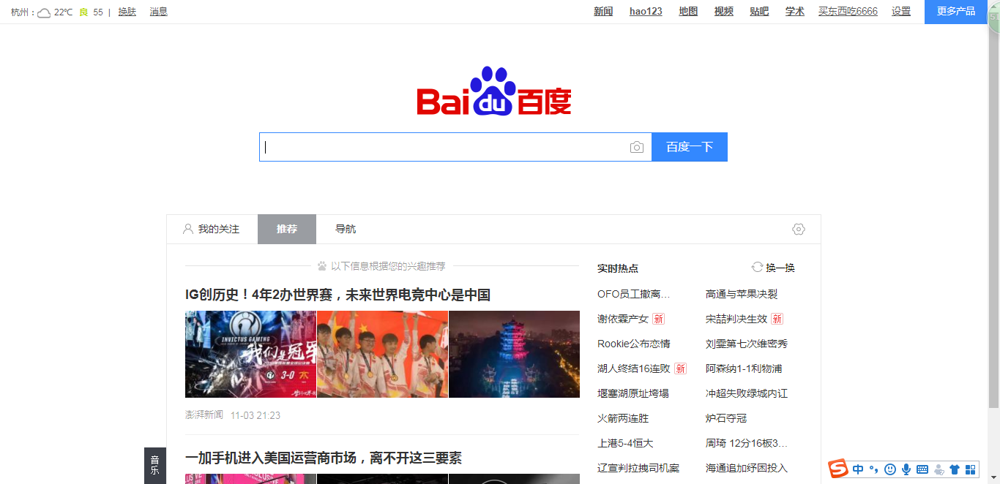 杭州： 22℃ 良 55 | 换肤 消息
新闻 hao123 地图 视频 贴吧 学术 买东西吃6666 设置 更多产品
Baidu百度
百度一下
我的关注 推荐 导航
以下信息根据您的兴趣推荐
IG创历史！4年2办世界赛，未来世界电竞中心是中国
INVICTUS GAMING
我们是冠军
3-0
澎湃新闻 11-03 21:23
一加手机进入美国运营商市场，离不开这三要素
实时热点 换一换
OFO员工撤离... 高通与苹果决裂
谢依霖产女 新 宋喆判决生效 新
Rookie公布恋情 刘雯第七次维密秀
湖人终结16连败 新 阿森纳1-1利物浦
堰塞湖原址垮塌 冲超失败绿城内讧
火箭两连胜 炉石夺冠
上港5-4恒大 周琦 12分16板3...
辽宣判拉拽司机案 海通追加纾困投入
音乐
S 中